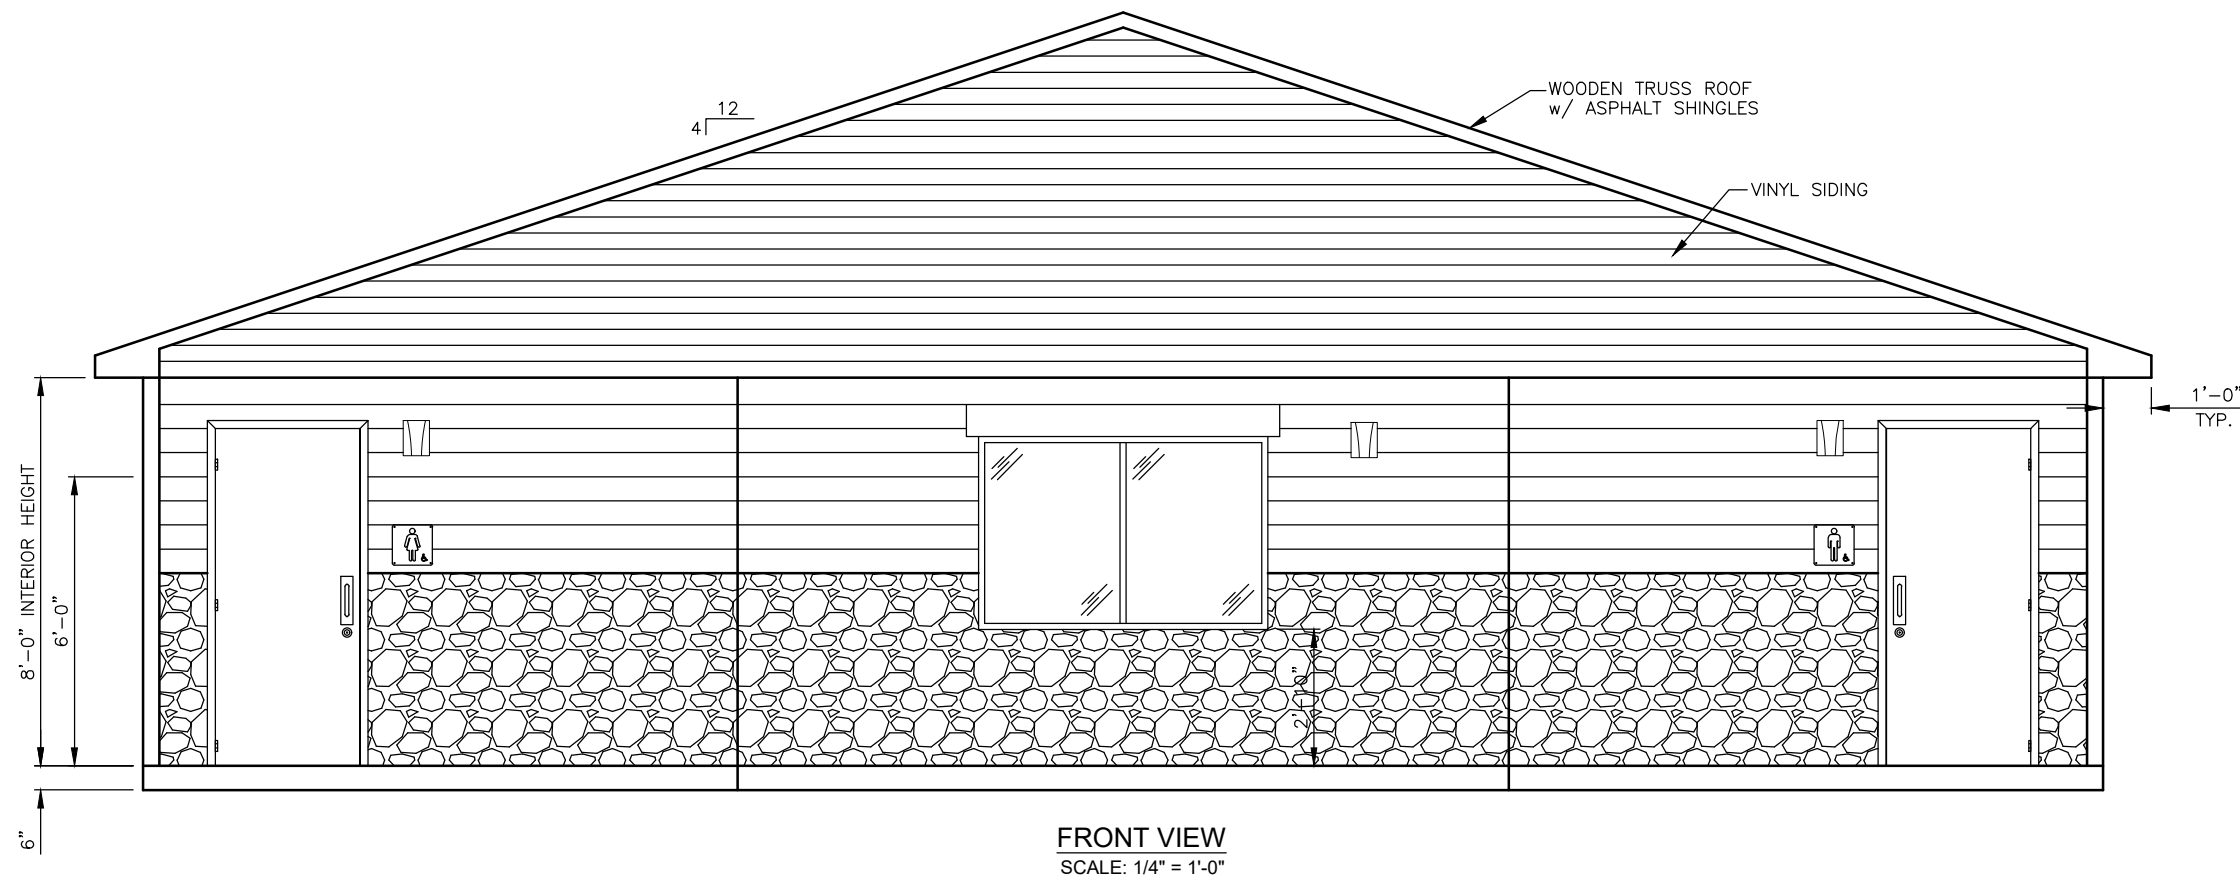 12
4
WOODEN TRUSS ROOF
w/ ASPHALT SHINGLES
VINYL SIDING
1'-0"
TYP.
8'-0" INTERIOR HEIGHT
6'-0"
2'-10"
6"
FRONT VIEW
SCALE: 1/4" = 1'-0"